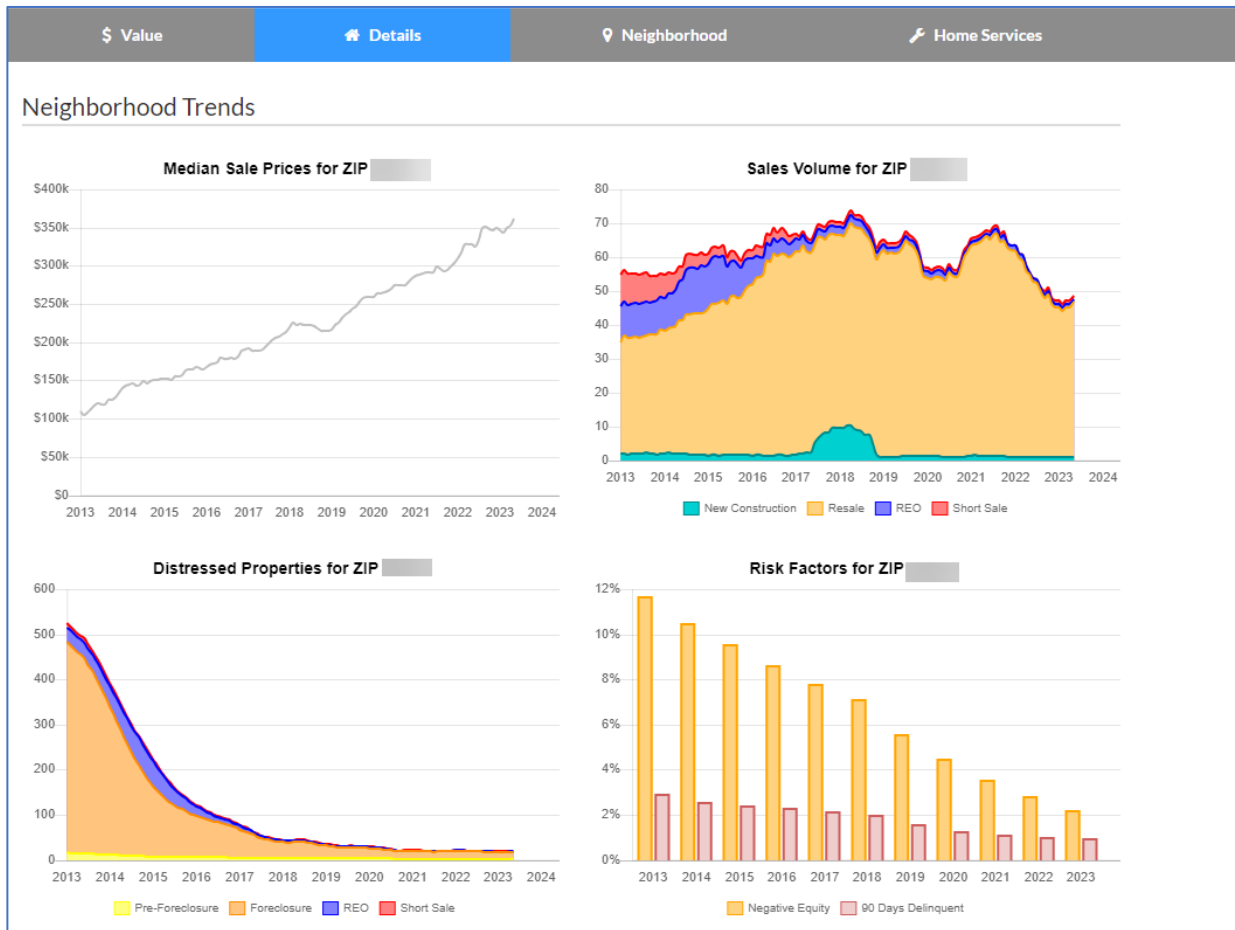 $ Value Details Neighborhood Home Services
Neighborhood Trends
Median Sale Prices for ZIP
$400k
$350k
$300k
$250k
$200k
$150k
$100k
$50k
$0
2013 2014 2015 2016 2017 2018 2019 2020 2021 2022 2023 2024
Sales Volume for ZIP
80
70
60
50
40
30
20
10
0
2013 2014 2015 2016 2017 2018 2019 2020 2021 2022 2023 2024
New Construction Resale REO Short Sale
Distressed Properties for ZIP
600
500
400
300
200
100
0
2013 2014 2015 2016 2017 2018 2019 2020 2021 2022 2023 2024
Pre-Foreclosure Foreclosure REO Short Sale
Risk Factors for ZIP
12%
10%
8%
6%
4%
2%
0%
2013 2014 2015 2016 2017 2018 2019 2020 2021 2022 2023
Negative Equity 90 Days Delinquent